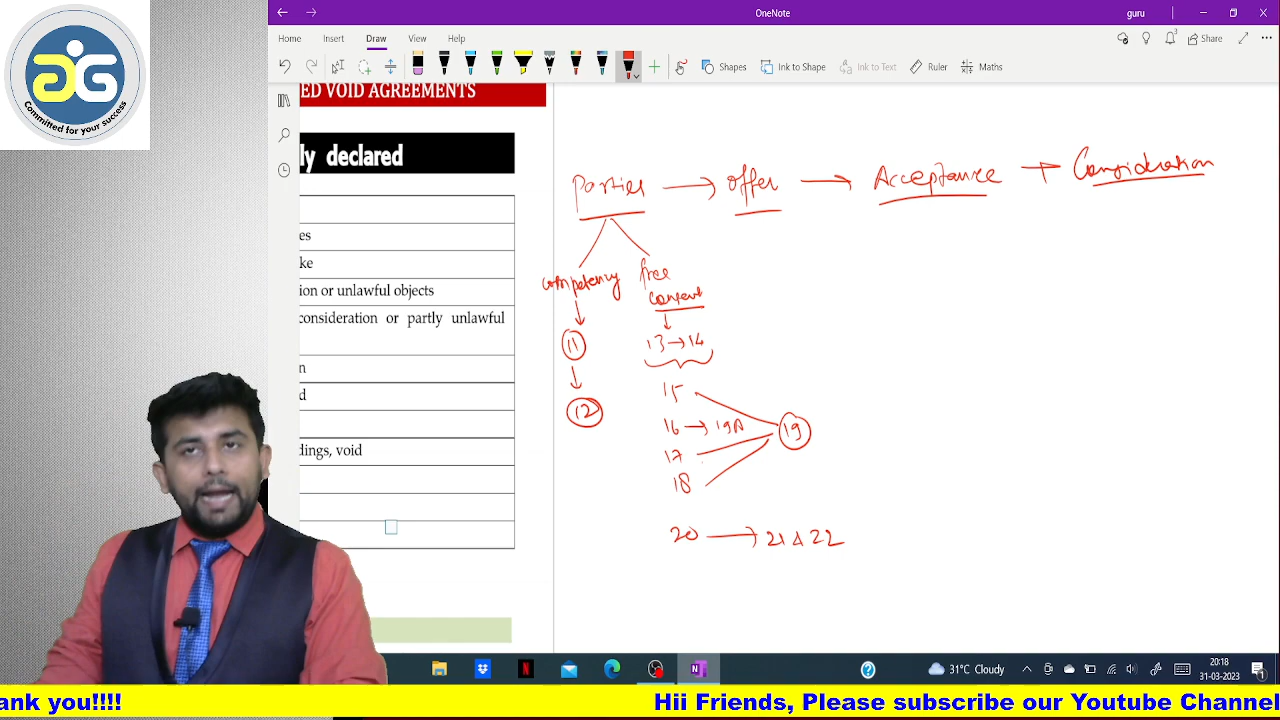 OneNote
guru
Home Insert Draw View Help
Share
Shapes
Ink to Shape
Ink to Text
Ruler
Maths
GG
Committed for your success
ED VOID AGREEMENTS
ly declared
es
ke
ion or unlawful objects
consideration or partly unlawful
n
d
dings, void
Parties → Offer → Acceptance → Consideration
competency
free
consent
11
13 → 14
12
15
16 → 19A
19
17
18
20 → 21 & 22
31°C Cloudy
20:18
31-03-2023
ank you!!!!
Hii Friends, Please subscribe our Youtube Channel